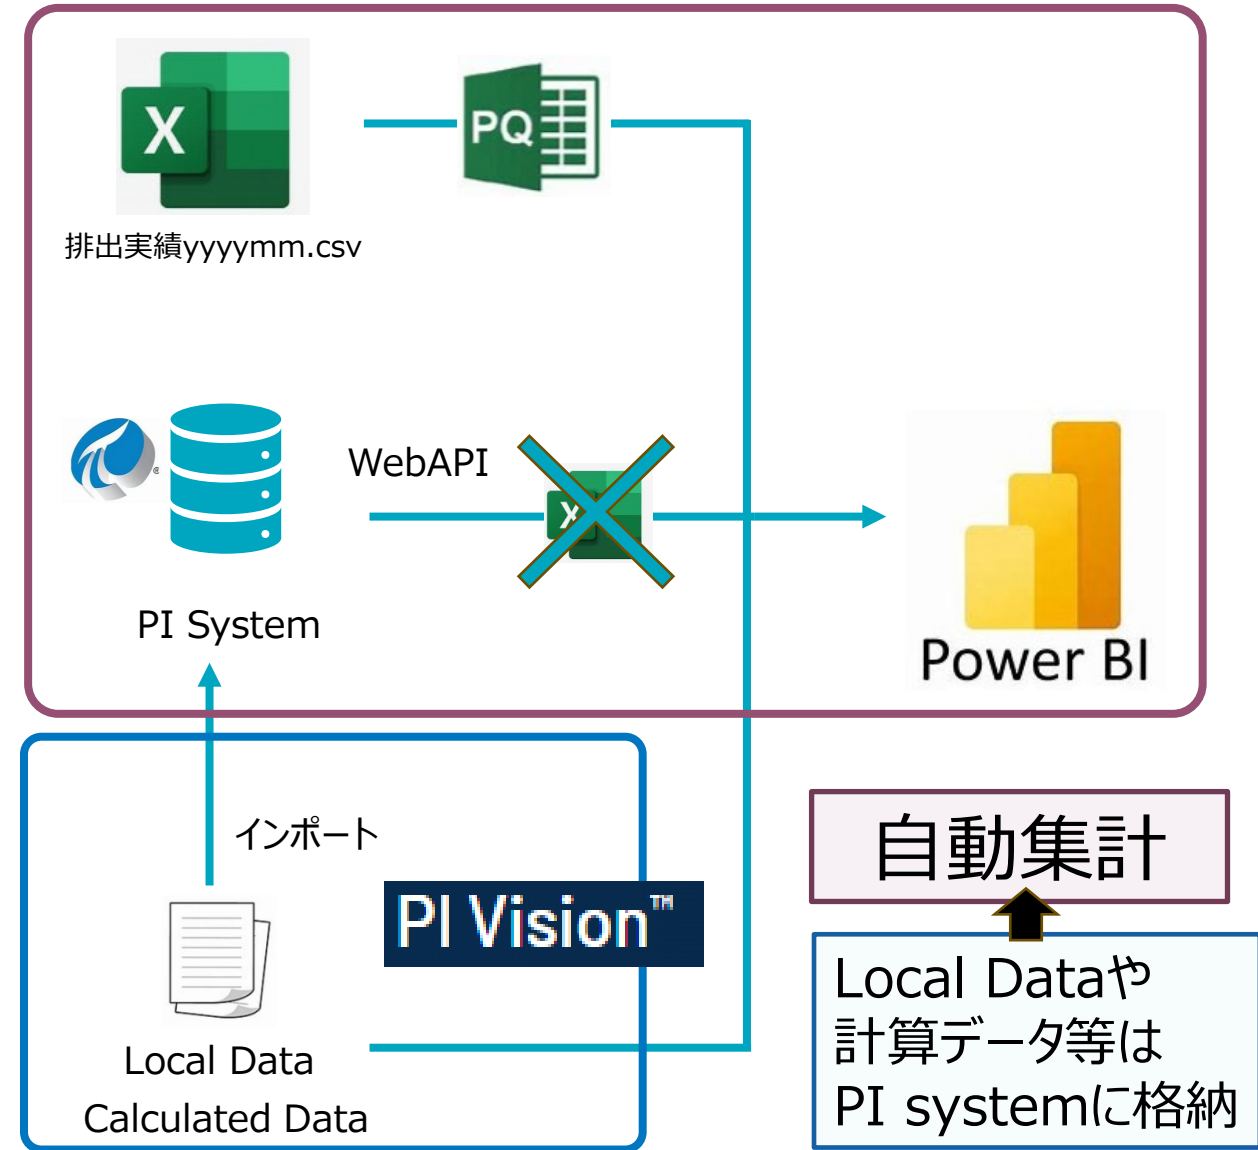 X
PQ
排出実績yyyymm.csv
WebAPI
X
®
PI System
Power BI
インポート
PI Vision™
Local Data
Calculated Data
自動集計
Local Dataや
計算データ等は
PI systemに格納